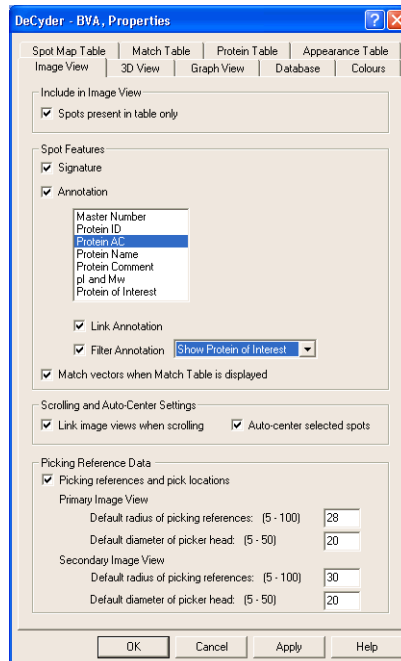 DeCyder - BVA, Properties
Spot Map Table Match Table Protein Table Appearance Table
Image View 3D View Graph View Database Colours
Include in Image View
Spots present in table only
Spot Features
Signature
Annotation
Master Number
Protein ID
Protein AC
Protein Name
Protein Comment
pI and Mw
Protein of Interest
Link Annotation
Filter Annotation Show Protein of Interest
Match vectors when Match Table is displayed
Scrolling and Auto-Center Settings
Link image views when scrolling Auto-center selected spots
Picking Reference Data
Picking references and pick locations
Primary Image View
Default radius of picking references: (5 - 100) 28
Default diameter of picker head: (5 - 50) 20
Secondary Image View
Default radius of picking references: (5 - 100) 30
Default diameter of picker head: (5 - 50) 20
OK Cancel Apply Help